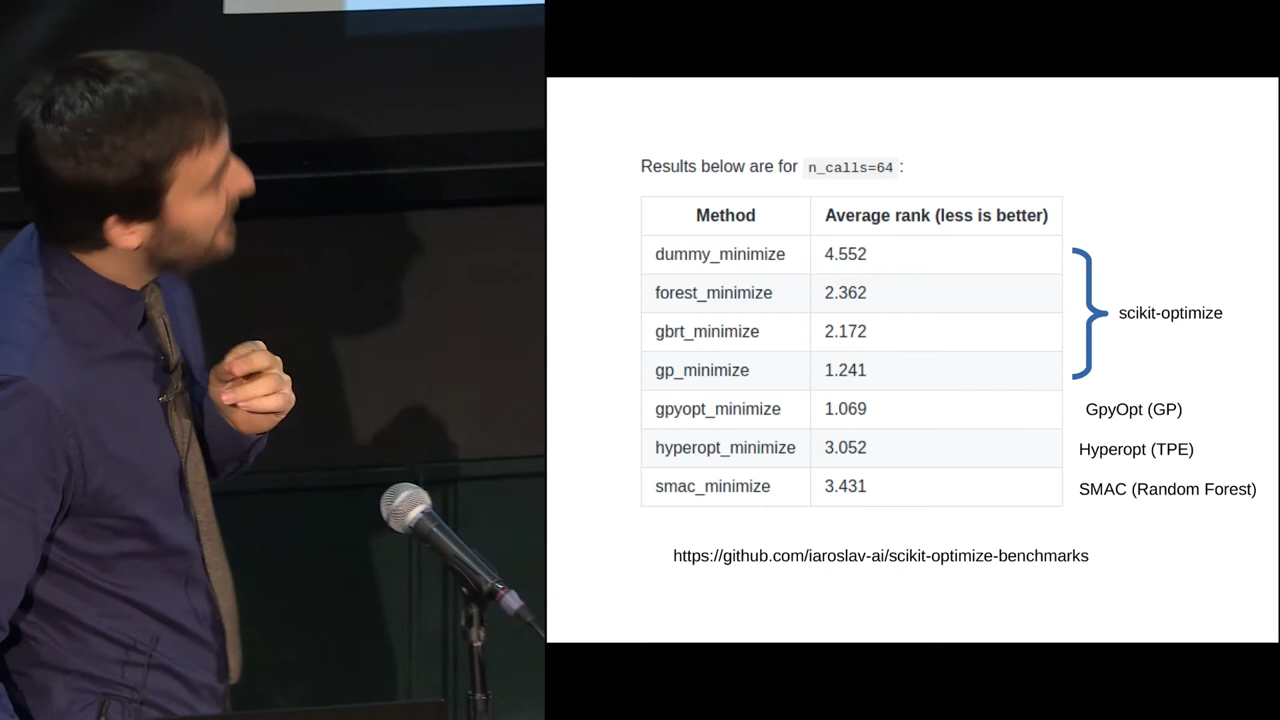 Results below are for n_calls=64:
Method Average rank (less is better)
dummy_minimize 4.552
forest_minimize 2.362
gbrt_minimize 2.172
gp_minimize 1.241
gpyopt_minimize 1.069
hyperopt_minimize 3.052
smac_minimize 3.431
scikit-optimize
GpyOpt (GP)
Hyperopt (TPE)
SMAC (Random Forest)
https://github.com/iaroslav-ai/scikit-optimize-benchmarks